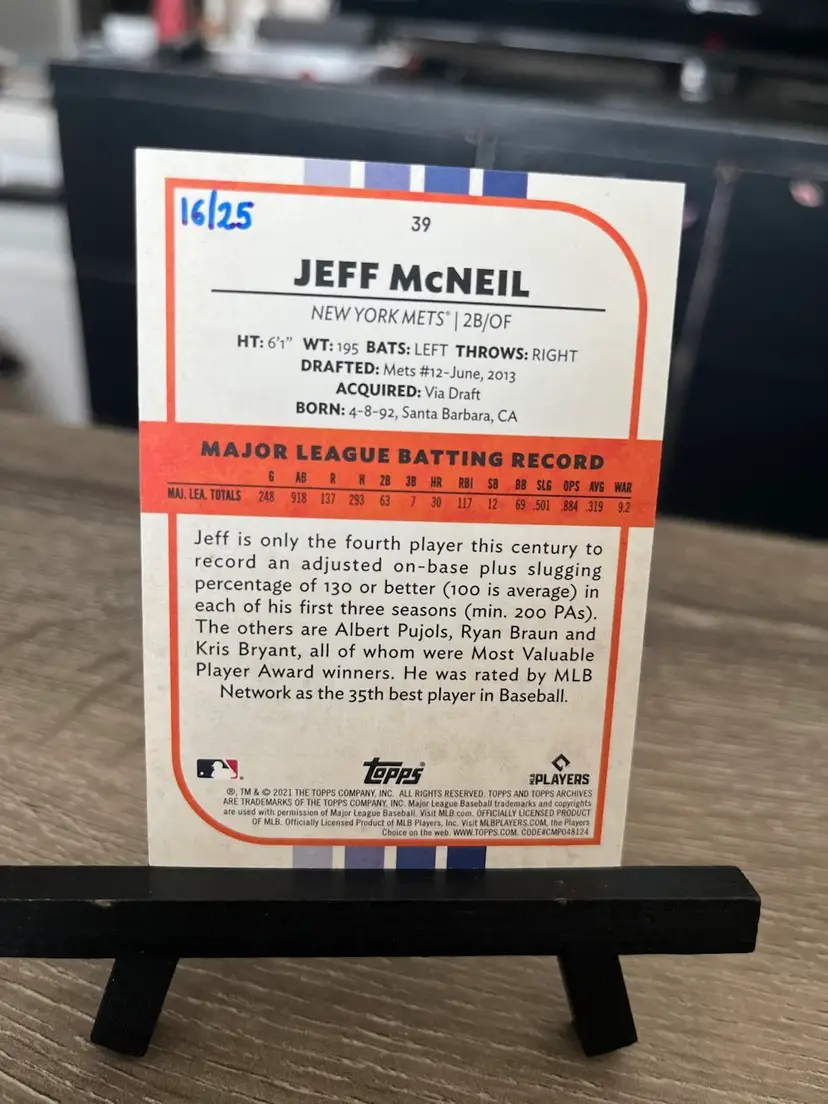 16/25
39
JEFF McNEIL
NEW YORK METS® | 2B/OF
HT: 6'1" WT: 195 BATS: LEFT THROWS: RIGHT
DRAFTED: Mets #12-June, 2013
ACQUIRED: Via Draft
BORN: 4-8-92, Santa Barbara, CA
MAJOR LEAGUE BATTING RECORD
G AB R H 2B 3B HR RBI SB BB SLG OPS AVG WAR
MAJ. LEA. TOTALS 248 918 137 293 63 7 30 117 12 69 .501 .884 .319 9.2
Jeff is only the fourth player this century to
record an adjusted on-base plus slugging
percentage of 130 or better (100 is average) in
each of his first three seasons (min. 200 PAs).
The others are Albert Pujols, Ryan Braun and
Kris Bryant, all of whom were Most Valuable
Player Award winners. He was rated by MLB
Network as the 35th best player in Baseball.
Topps®
MLB PLAYERS
®, TM & © 2021 THE TOPPS COMPANY, INC. ALL RIGHTS RESERVED. TOPPS AND TOPPS ARCHIVES
ARE TRADEMARKS OF THE TOPPS COMPANY, INC. Major League Baseball trademarks and copyrights
are used with permission of Major League Baseball. Visit MLB.com. OFFICIALLY LICENSED PRODUCT
OF MLB. Officially Licensed Product of MLB Players, Inc. Visit MLBPLAYERS.COM, the Players
Choice on the web. WWW.TOPPS.COM. CODE#CMP048124